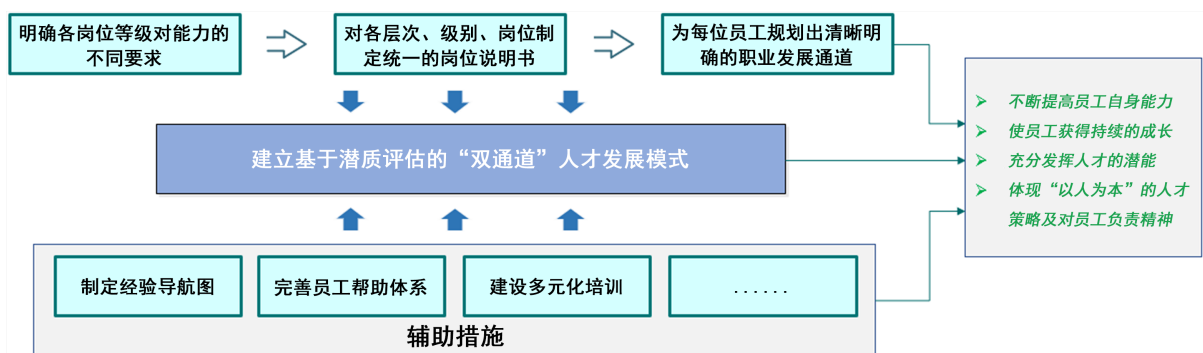 明确各岗位等级对能力的
不同要求
对各层次、级别、岗位制
定统一的岗位说明书
为每位员工规划出清晰明
确的职业发展通道
建立基于潜质评估的“双通道”人才发展模式
不断提高员工自身能力
使员工获得持续的成长
充分发挥人才的潜能
体现“以人为本”的人才
策略及对员工负责精神
制定经验导航图
完善员工帮助体系
建设多元化培训
......
辅助措施